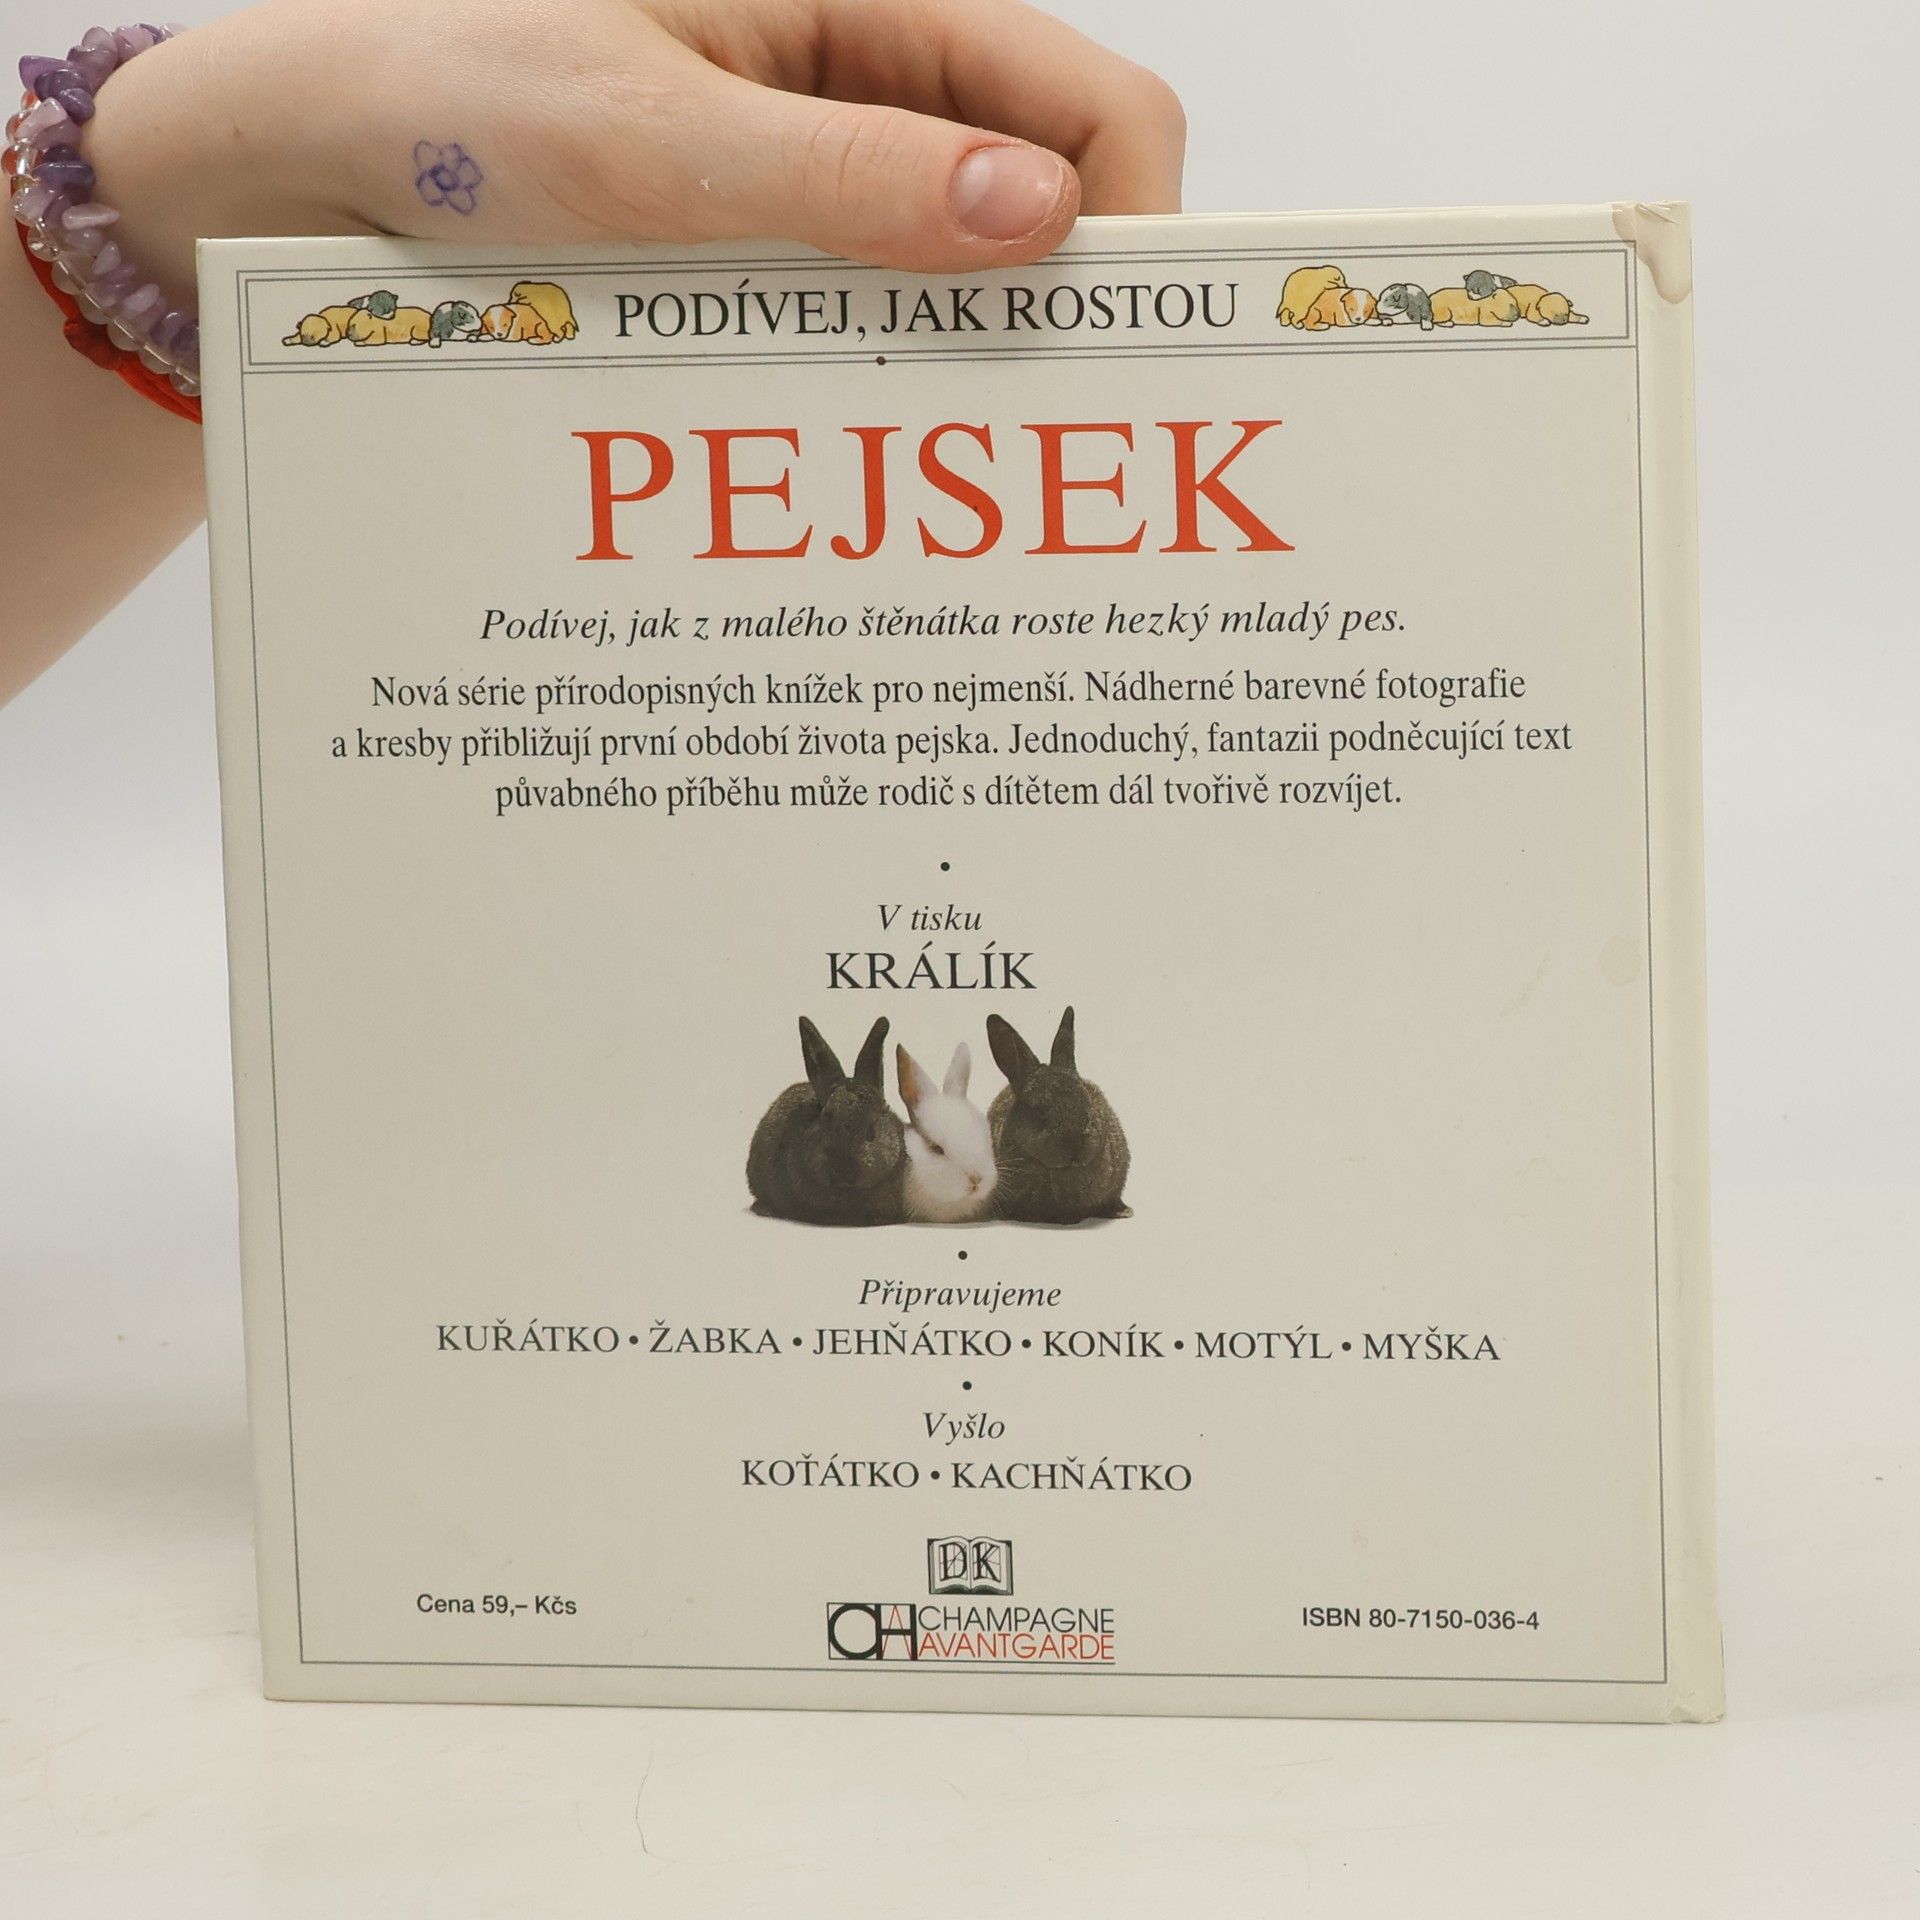 PODÍVEJ, JAK ROSTOU
PEJSEK
Podívej, jak z malého štěnátka roste hezký mladý pes.
Nová série přírodopisných knížek pro nejmenší. Nádherné barevné fotografie
a kresby přibližují první období života pejska. Jednoduchý, fantazii podněcující text
půvabného příběhu může rodič s dítětem dál tvořivě rozvíjet.
•
V tisku
KRÁLÍK
•
Připravujeme
KUŘÁTKO • ŽABKA • JEHŇÁTKO • KONÍK • MOTÝL • MYŠKA
•
Vyšlo
KOŤÁTKO • KACHŇÁTKO
DK
Cena 59,– Kčs
CHAMPAGNE
AVANTGARDE
ISBN 80-7150-036-4